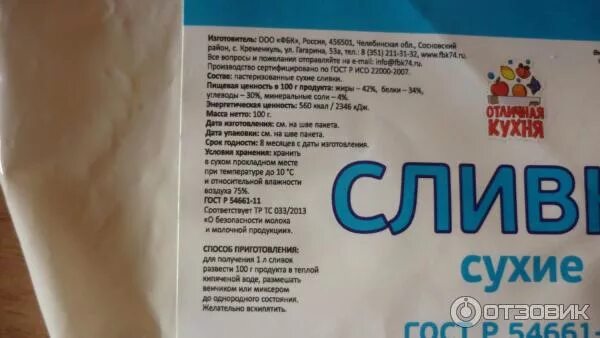 Изготовитель: ООО «ФБК», Россия, 456501, Челябинская обл., Сосновский
район, с. Кременкуль, ул. Гагарина, 53а, тел.: 8 (351) 211-31-32, www.fbk74.ru.
Все вопросы и пожелания отправляйте на e-mail: info@fbk74.ru.
Производство сертифицировано по ГОСТ Р ИСО 22000-2007.
Состав: пастеризованные сухие сливки.
Пищевая ценность в 100 г продукта: жиры – 42%, белки – 34%,
углеводы – 30%, минеральные соли – 4%.
Энергетическая ценность: 560 ккал / 2346 кДж.
Масса нетто: 100 г.
Дата изготовления: см. на шве пакета.
Дата упаковки: см. на шве пакета.
Срок годности: 8 месяцев с даты изготовления.
Условия хранения: хранить
в сухом прохладном месте
при температуре до 10 °С
и относительной влажности
воздуха 75%.
ГОСТ Р 54661-11
Соответствует ТР ТС 033/2013
«О безопасности молока
и молочной продукции».
СПОСОБ ПРИГОТОВЛЕНИЯ:
для получения 1 л сливок
развести 100 г продукта в теплой
кипяченой воде, размешать
венчиком или миксером
до однородного состояния.
Желательно вскипятить.
ОТЛИЧНАЯ
КУХНЯ
СЛИВК
сухие
ГОСТ Р 54661-
ОТЗОВИК